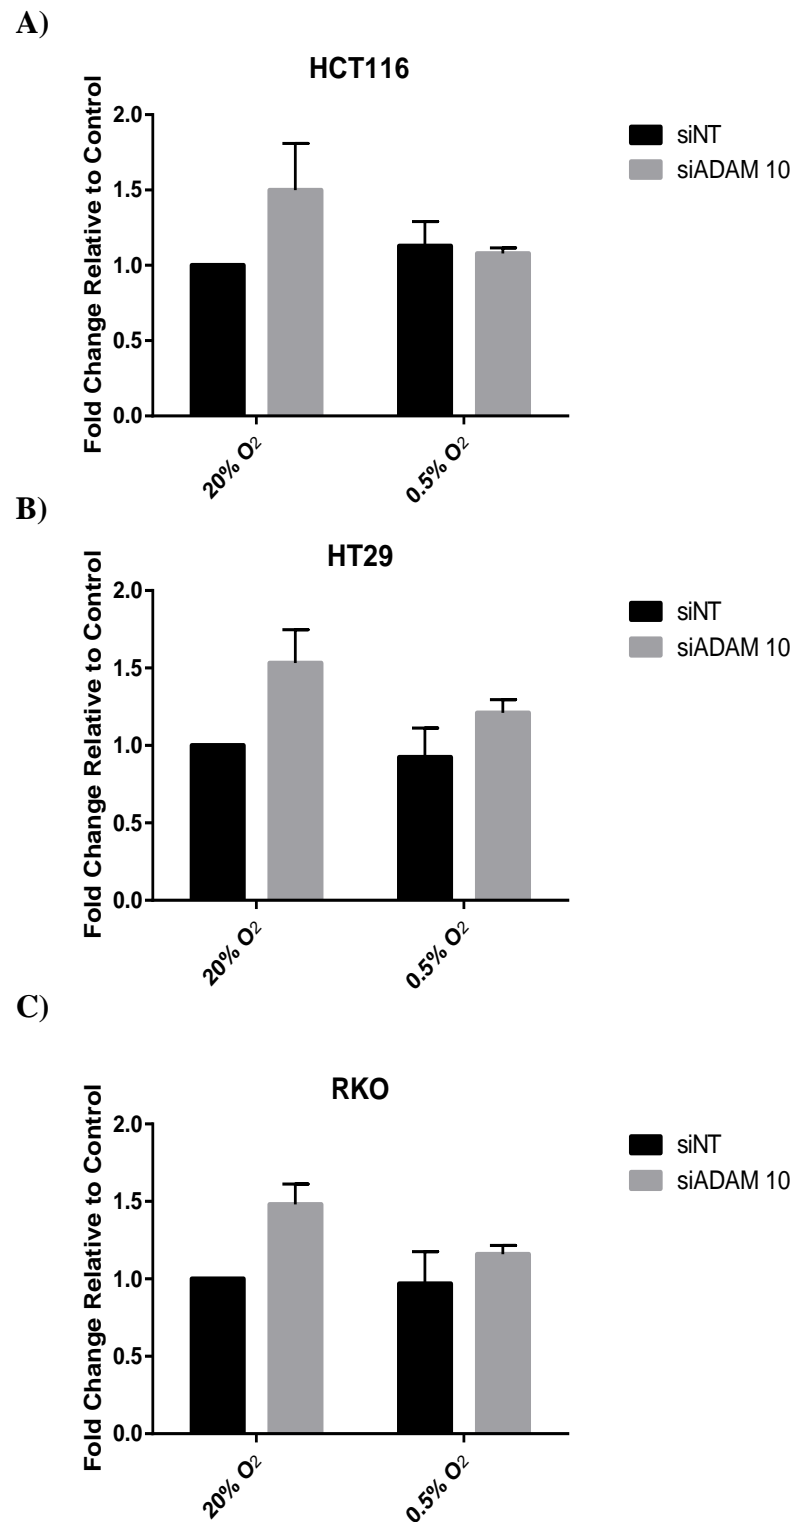 A)
HCT116
Fold Change Relative to Control
2.0
1.5
1.0
0.5
0.0
20% O2
0.5% O2
siNT
siADAM 10
B)
HT29
Fold Change Relative to Control
2.0
1.5
1.0
0.5
0.0
20% O2
0.5% O2
siNT
siADAM 10
C)
RKO
Fold Change Relative to Control
2.0
1.5
1.0
0.5
0.0
20% O2
0.5% O2
siNT
siADAM 10